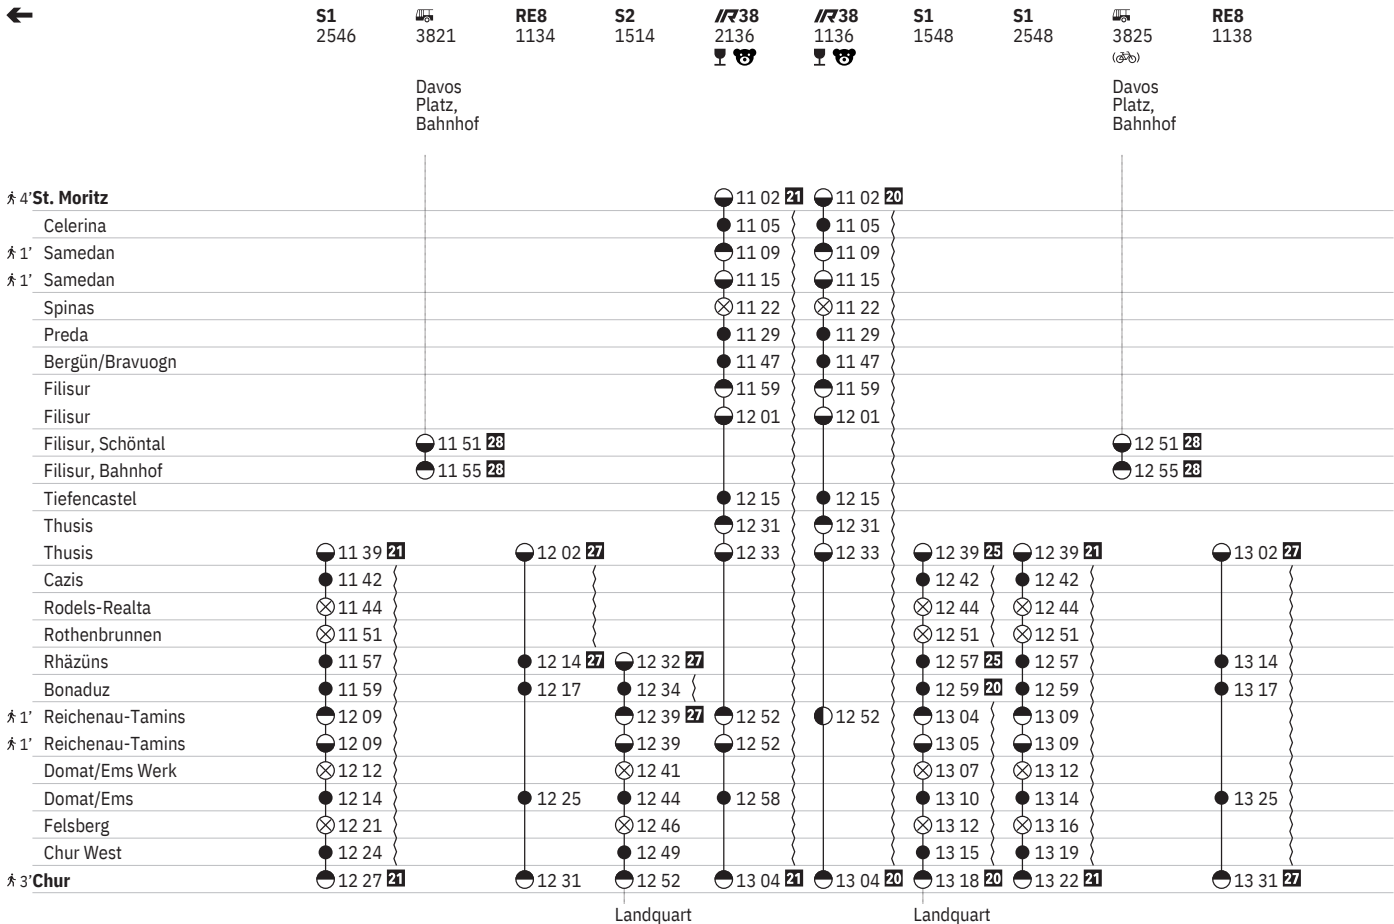 S1 RE8 S2 IR38 IR38 S1 S1 RE8
2546 3821 1134 1514 2136 1136 1548 2548 3825 1138
Davos Davos
Platz, Platz,
Bahnhof Bahnhof
4' St. Moritz 11 02 21 11 02 20
Celerina 11 05 11 05
1' Samedan 11 09 11 09
1' Samedan 11 15 11 15
Spinas 11 22 11 22
Preda 11 29 11 29
Bergün/Bravuogn 11 47 11 47
Filisur 11 59 11 59
Filisur 12 01 12 01
Filisur, Schöntal 11 51 28 12 51 28
Filisur, Bahnhof 11 55 28 12 55 28
Tiefencastel 12 15 12 15
Thusis 12 31 12 31
Thusis 11 39 21 12 02 27 12 33 12 33 12 39 25 12 39 21 13 02 27
Cazis 11 42 12 42 12 42
Rodels-Realta 11 44 12 44 12 44
Rothenbrunnen 11 51 12 51 12 51
Rhäzüns 11 57 12 14 27 12 32 27 12 57 25 12 57 13 14
Bonaduz 11 59 12 17 12 34 12 59 20 12 59 13 17
1' Reichenau-Tamins 12 09 12 39 27 12 52 12 52 13 04 13 09
1' Reichenau-Tamins 12 09 12 39 12 52 13 05 13 09
Domat/Ems Werk 12 12 12 41 13 07 13 12
Domat/Ems 12 14 12 25 12 44 12 58 13 10 13 14 13 25
Felsberg 12 21 12 46 13 12 13 16
Chur West 12 24 12 49 13 15 13 19
3' Chur 12 27 21 12 31 12 52 13 04 21 13 04 20 13 18 20 13 22 21 13 31 27
Landquart Landquart